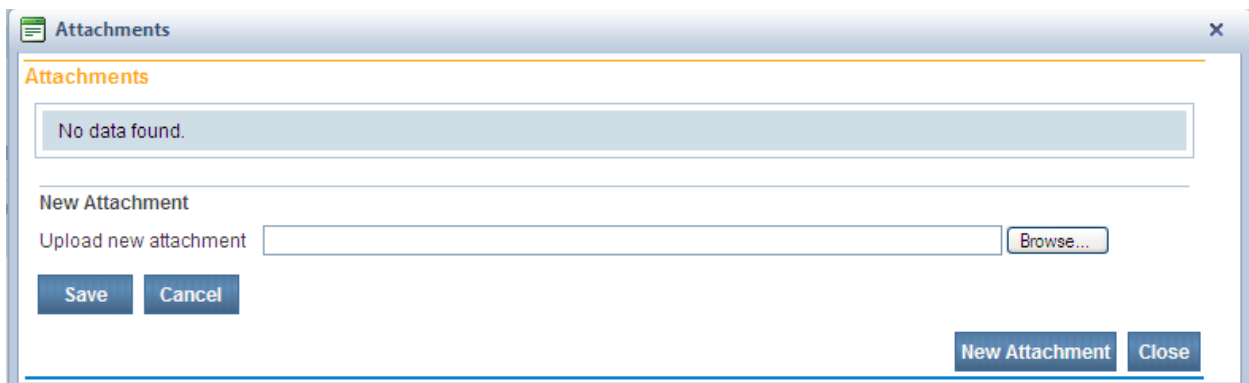 Attachments
Attachments
No data found.
New Attachment
Upload new attachment Browse...
Save Cancel
New Attachment Close